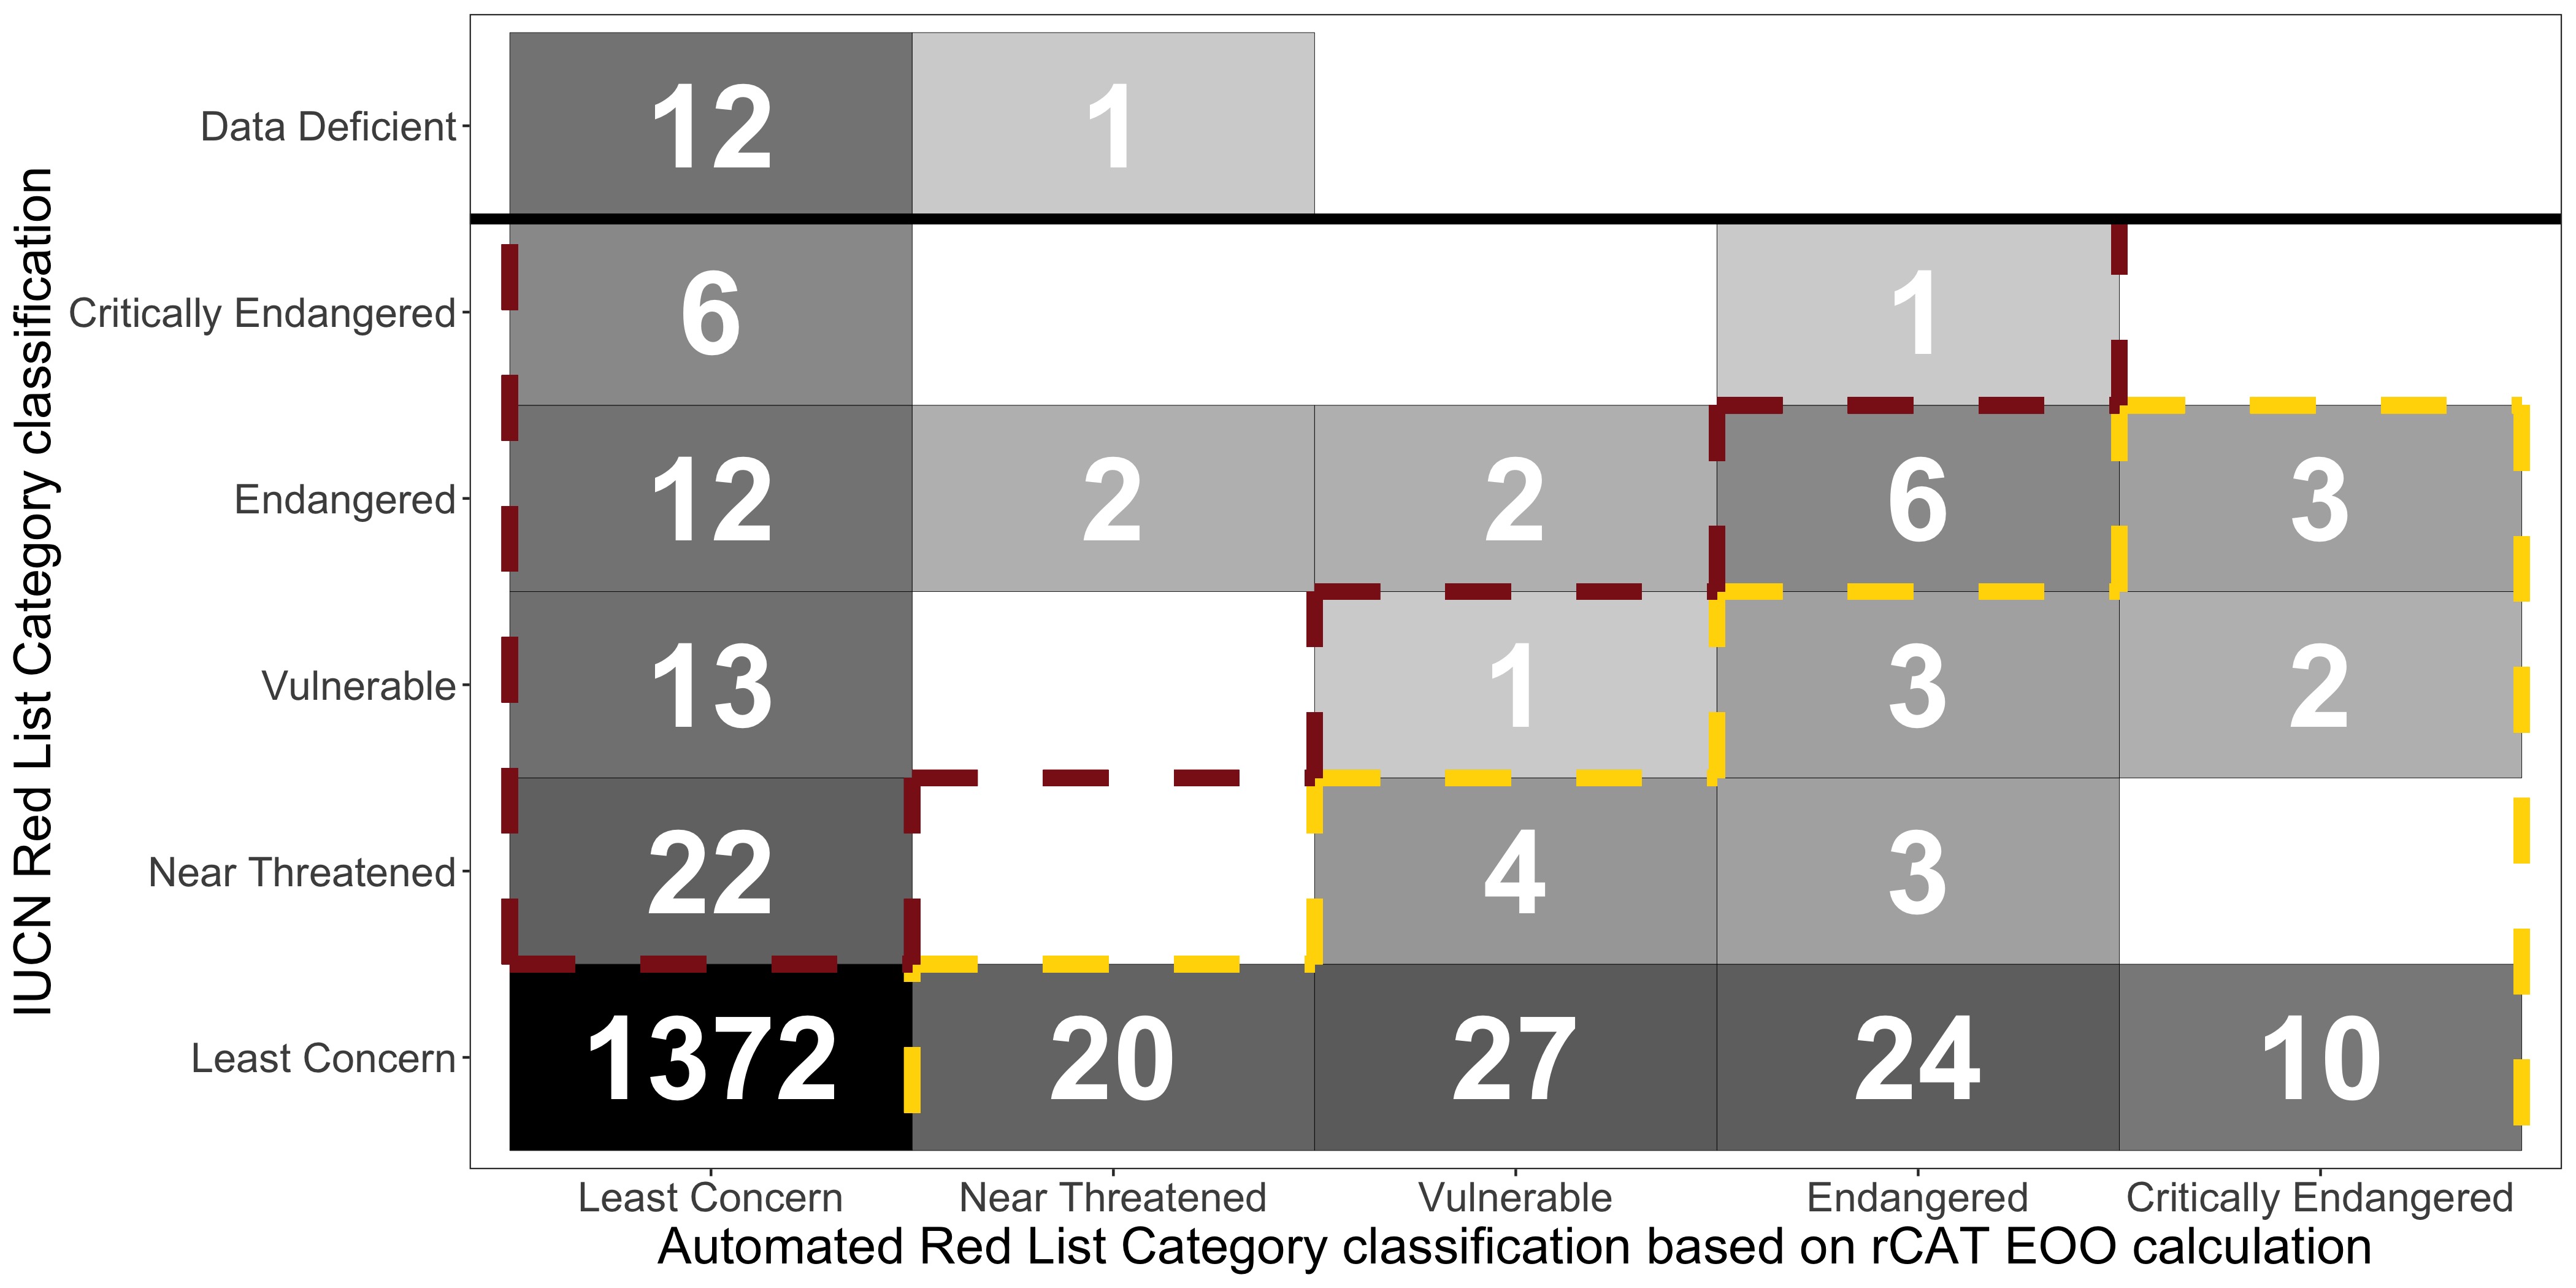 IUCN Red List Category classification
Data Deficient
12 1
Critically Endangered
6 1
Endangered
12 2 2 6 3
Vulnerable
13 1 3 2
Near Threatened
22 4 3
Least Concern
1372 20 27 24 10
Least Concern Near Threatened Vulnerable Endangered Critically Endangered
Automated Red List Category classification based on rCAT EOO calculation